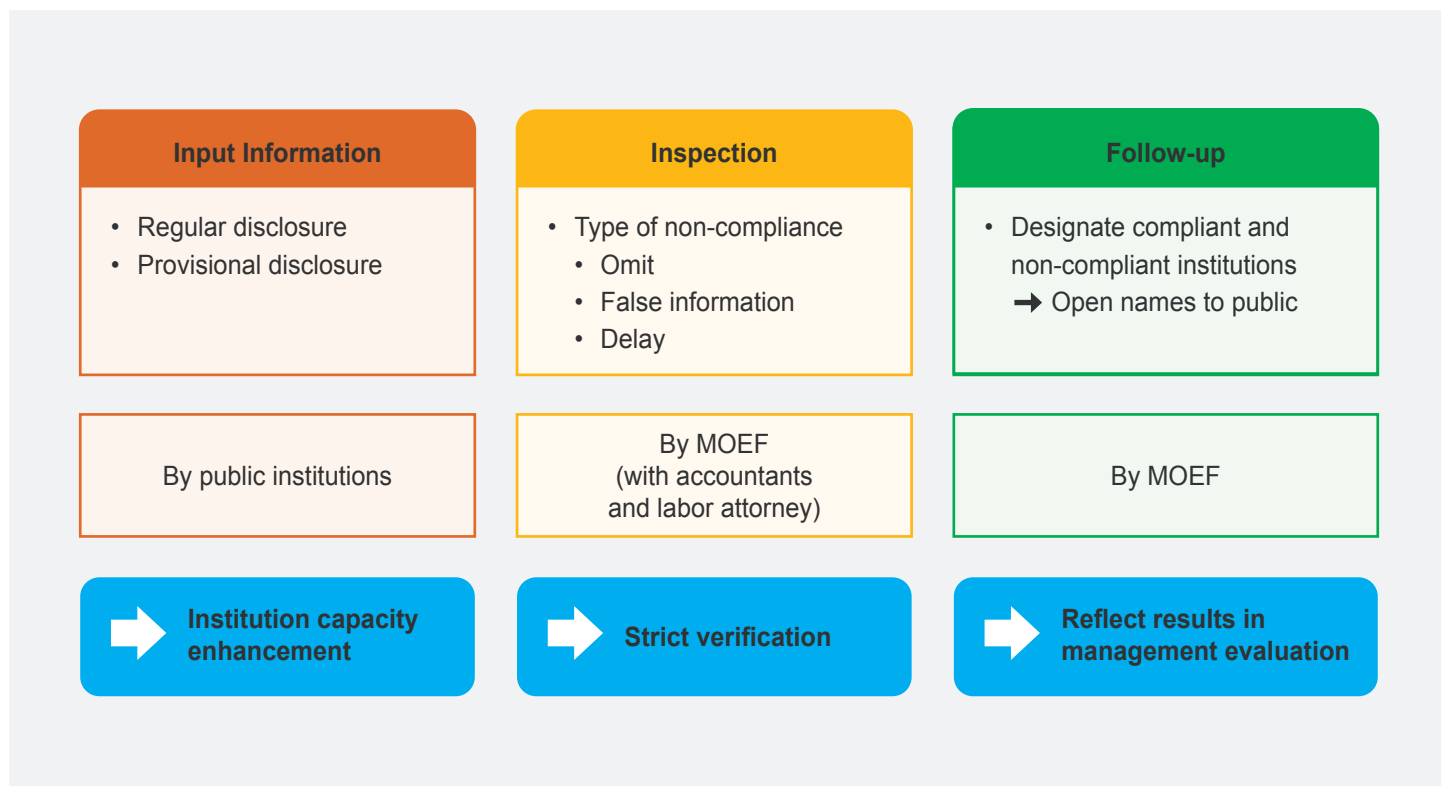 Input Information
• Regular disclosure
• Provisional disclosure
By public institutions
Institution capacity
enhancement
Inspection
• Type of non-compliance
• Omit
• False information
• Delay
By MOEF
(with accountants
and labor attorney)
Strict verification
Follow-up
• Designate compliant and
non-compliant institutions
➔ Open names to public
By MOEF
Reflect results in
management evaluation